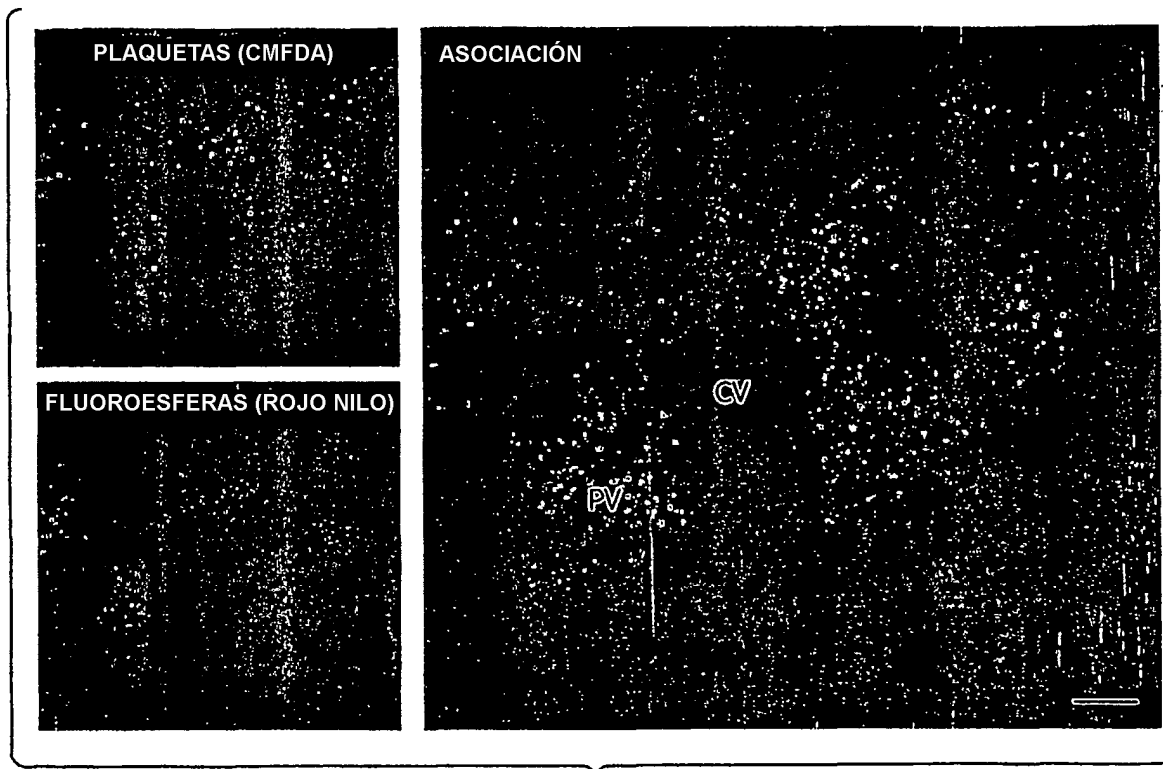 PLAQUETAS (CMFDA)
ASOCIACIÓN
FLUOROESFERAS (ROJO NILO)
CV
PV